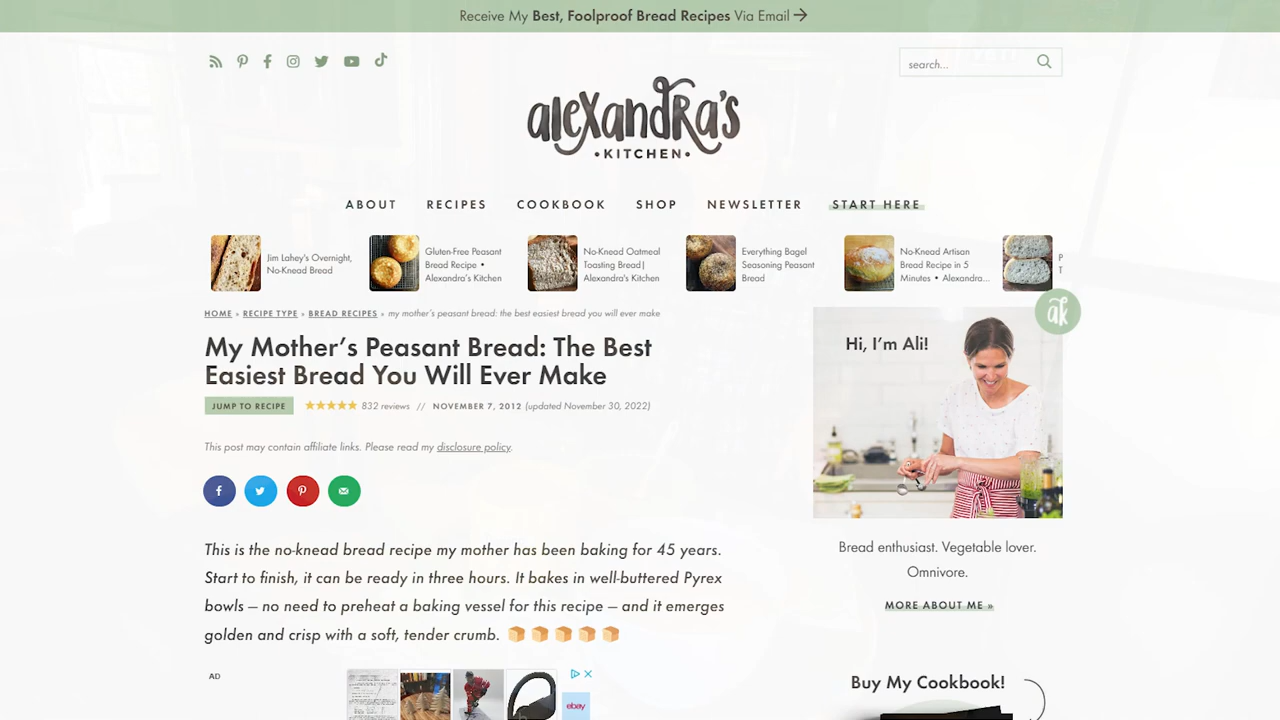 Receive My Best, Foolproof Bread Recipes Via Email
search...
alexandRa's
•KITCHEN•
ABOUT RECIPES COOKBOOK SHOP NEWSLETTER START HERE
Jim Lahey's Overnight,
No-Knead Bread
Gluten-Free Peasant
Bread Recipe •
Alexandra's Kitchen
No-Knead Oatmeal
Toasting Bread|
Alexandra's Kitchen
Everything Bagel
Seasoning Peasant
Bread
No-Knead Artisan
Bread Recipe in 5
Minutes • Alexandra...
P
T
ak
HOME » RECIPE TYPE » BREAD RECIPES » my mother's peasant bread: the best easiest bread you will ever make
My Mother's Peasant Bread: The Best
Easiest Bread You Will Ever Make
JUMP TO RECIPE 832 reviews // NOVEMBER 7, 2012 (updated November 30, 2022)
This post may contain affiliate links. Please read my disclosure policy.
This is the no-knead bread recipe my mother has been baking for 45 years.
Start to finish, it can be ready in three hours. It bakes in well-buttered Pyrex
bowls — no need to preheat a baking vessel for this recipe — and it emerges
golden and crisp with a soft, tender crumb.
AD
ebay
Hi, I'm Ali!
Bread enthusiast. Vegetable lover.
Omnivore.
MORE ABOUT ME »
Buy My Cookbook!